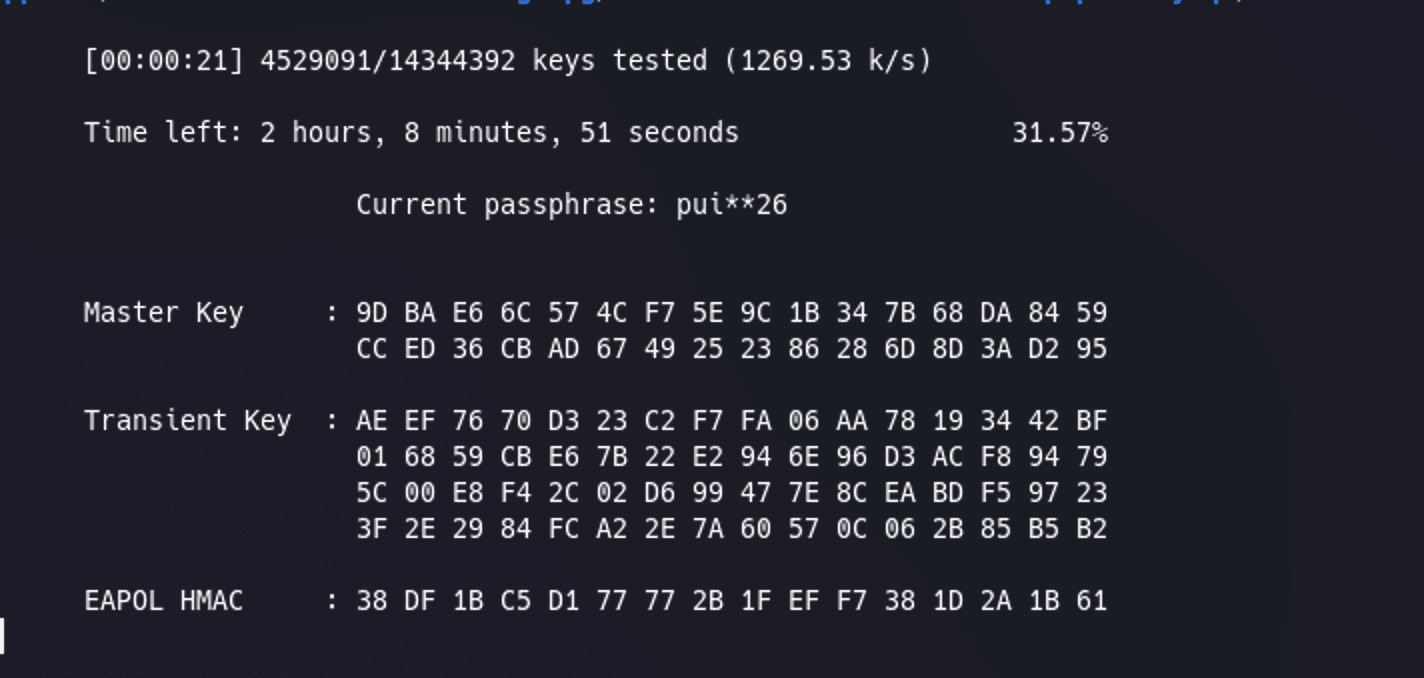 [00:00:21] 4529091/14344392 keys tested (1269.53 k/s)
Time left: 2 hours, 8 minutes, 51 seconds 31.57%
Current passphrase: pui**26
Master Key : 9D BA E6 6C 57 4C F7 5E 9C 1B 34 7B 68 DA 84 59
CC ED 36 CB AD 67 49 25 23 86 28 6D 8D 3A D2 95
Transient Key : AE EF 76 70 D3 23 C2 F7 FA 06 AA 78 19 34 42 BF
01 68 59 CB E6 7B 22 E2 94 6E 96 D3 AC F8 94 79
5C 00 E8 F4 2C 02 D6 99 47 7E 8C EA BD F5 97 23
3F 2E 29 84 FC A2 2E 7A 60 57 0C 06 2B 85 B5 B2
EAPOL HMAC : 38 DF 1B C5 D1 77 77 2B 1F EF F7 38 1D 2A 1B 61